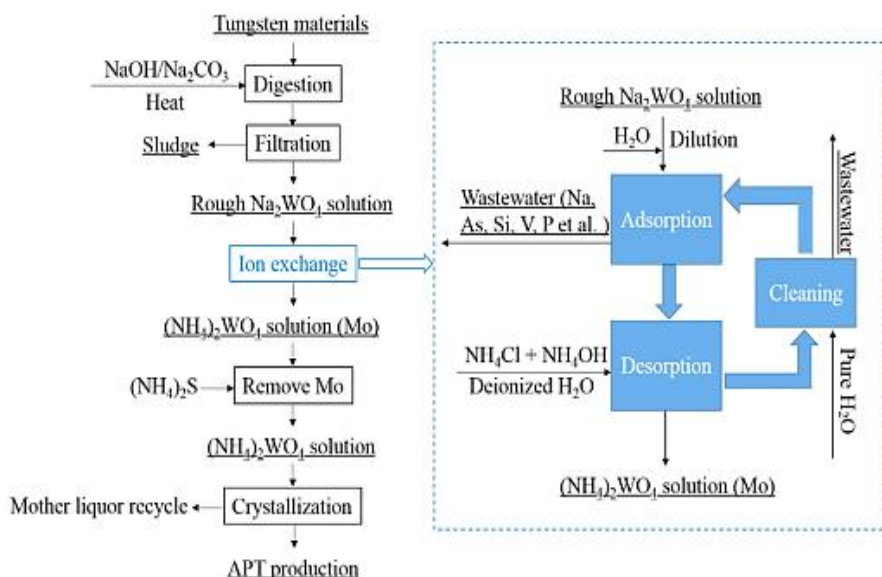 Tungsten materials
NaOH/Na₂CO₃
Heat
Digestion
Sludge
Filtration
Rough Na₂WO₄ solution
Ion exchange
(NH₄)₂WO₄ solution (Mo)
(NH₄)₂S
Remove Mo
(NH₄)₂WO₄ solution
Mother liquor recycle
Crystallization
APT production
Rough Na₂WO₄ solution
H₂O
Dilution
Wastewater (Na,
As, Si, V, P et al. )
Adsorption
Wastewater
Cleaning
Pure H₂O
NH₄Cl + NH₄OH
Deionized H₂O
Desorption
(NH₄)₂WO₄ solution (Mo)